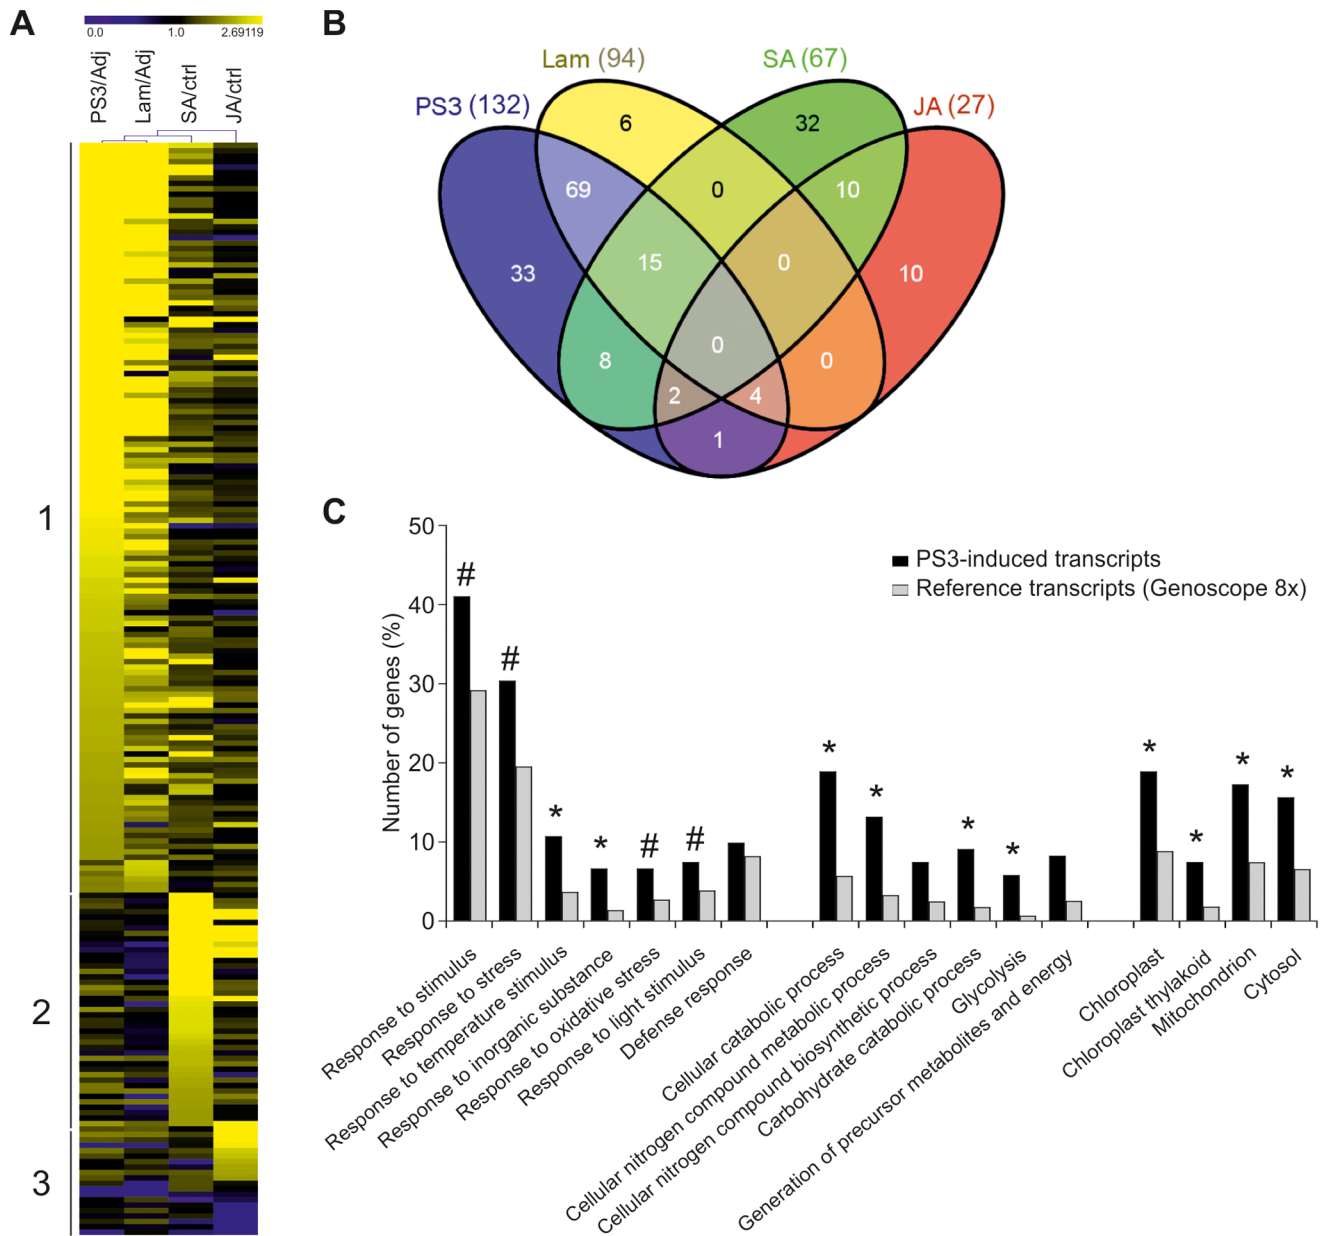 A
0.0 1.0 2.69119
PS3/Adj
Lam/Adj
SA/ctrl
JA/ctrl
1
2
3
B
Lam (94)
SA (67)
PS3 (132)
JA (27)
6
32
69
0
10
33
15
0
10
8
0
0
2
4
1
C
50
40
30
20
10
0
Number of genes (%)
PS3-induced transcripts
Reference transcripts (Genoscope 8x)
#
#
*
*
#
#
*
*
*
*
*
*
*
*
Response to stimulus
Response to stress
Response to temperature stimulus
Response to inorganic substance
Response to oxidative stress
Response to light stimulus
Defense response
Cellular catabolic process
Cellular nitrogen compound metabolic process
Cellular nitrogen compound biosynthetic process
Carbohydrate catabolic process
Glycolysis
Generation of precursor metabolites and energy
Chloroplast
Chloroplast thylakoid
Mitochondrion
Cytosol